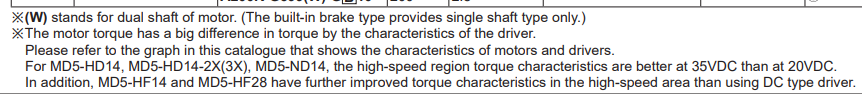 ※(W) stands for dual shaft of motor. (The built-in brake type provides single shaft type only.)
※The motor torque has a big difference in torque by the characteristics of the driver.
Please refer to the graph in this catalogue that shows the characteristics of motors and drivers.
For MD5-HD14, MD5-HD14-2X(3X), MD5-ND14, the high-speed region torque characteristics are better at 35VDC than at 20VDC.
In addition, MD5-HF14 and MD5-HF28 have further improved torque characteristics in the high-speed area than using DC type driver.